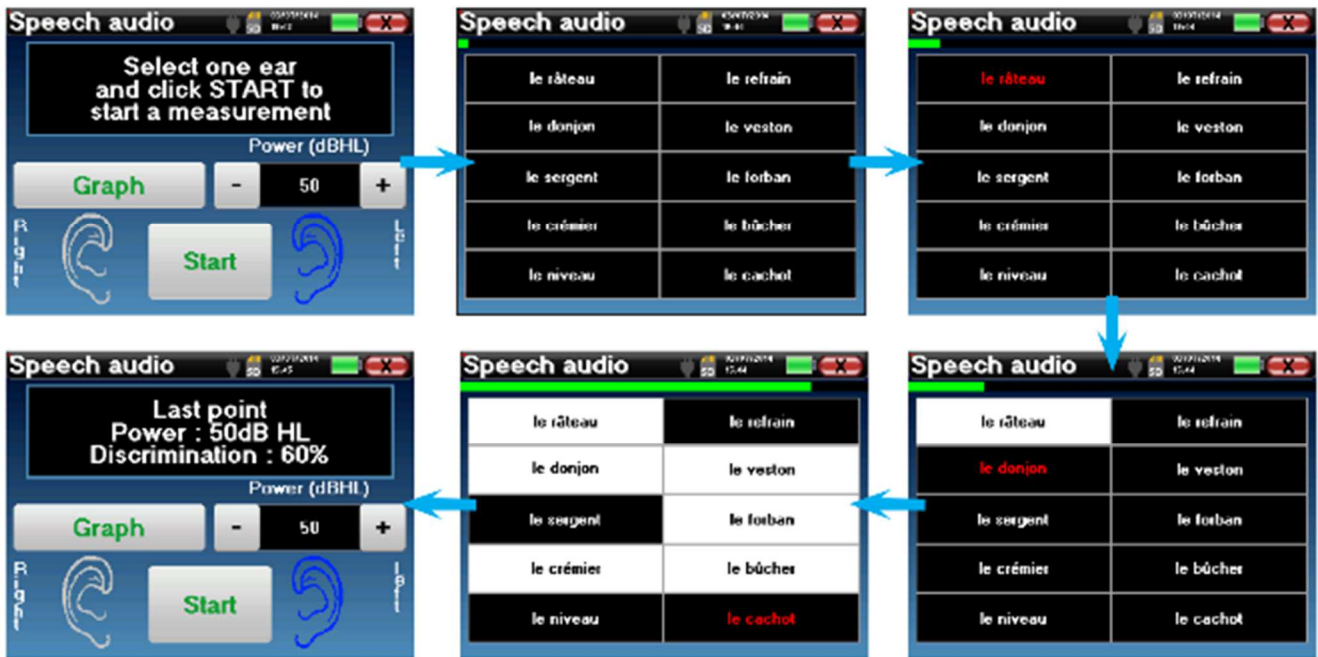 Speech audio
Select one ear
and click START to
start a measurement
Power (dBHL)
Graph
-
50
+
Right
Start
Left
Speech audio
le râteau
le refrain
le donjon
le veston
le sergent
le forban
le crémier
le bûcher
le niveau
le cachot
Speech audio
le râteau
le refrain
le donjon
le veston
le sergent
le forban
le crémier
le bûcher
le niveau
le cachot
Speech audio
Last point
Power : 50dB HL
Discrimination : 60%
Power (dBHL)
Graph
-
50
+
Right
Start
Left
Speech audio
le râteau
le refrain
le donjon
le veston
le sergent
le forban
le crémier
le bûcher
le niveau
le cachot
Speech audio
le râteau
le refrain
le donjon
le veston
le sergent
le forban
le crémier
le bûcher
le niveau
le cachot